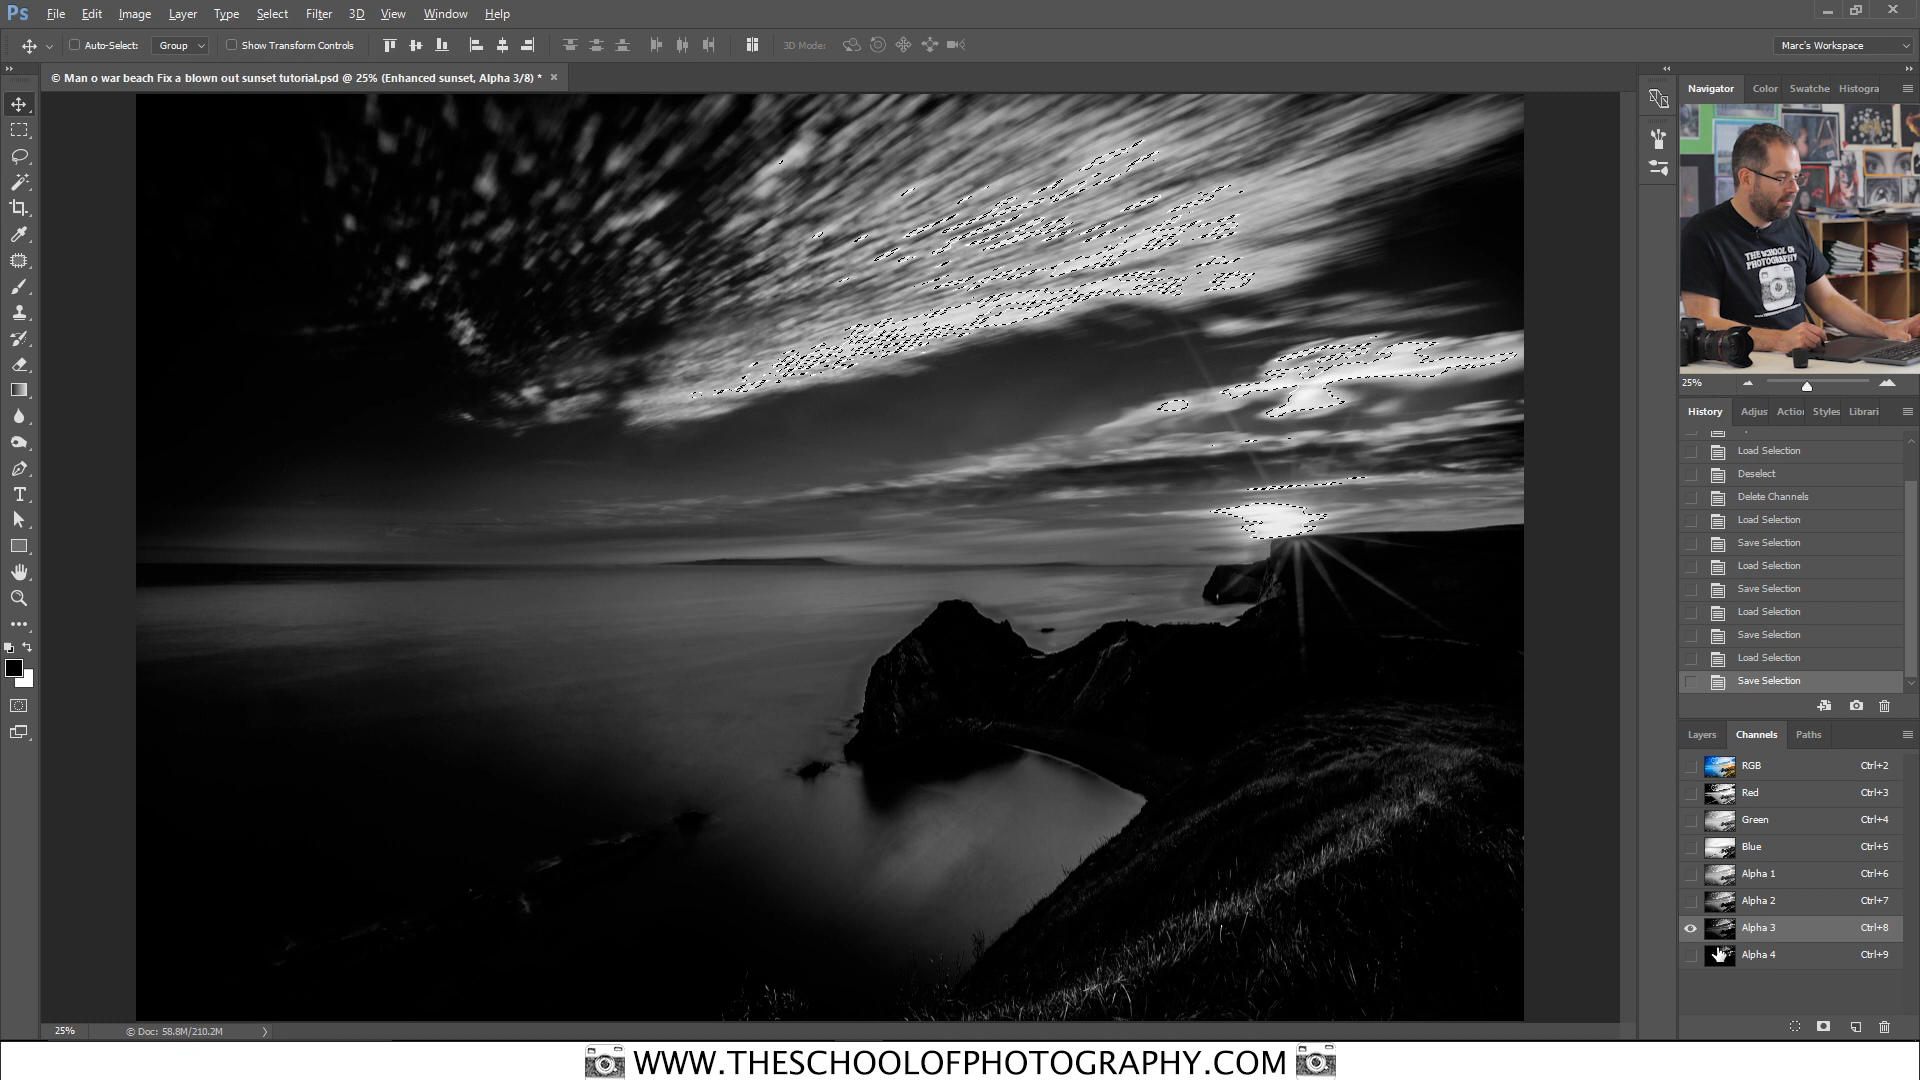 Ps File Edit Image Layer Type Select Filter 3D View Window Help
Auto-Select: Group Show Transform Controls 3D Mode: Marc's Workspace
© Man o war beach Fix a blown out sunset tutorial.psd @ 25% (Enhanced sunset, Alpha 3/8) *
Navigator Color Swatche Histogra
THE SCHOOL OF
PHOTOGRAPHY
25%
History Adjus Action Styles Librari
Load Selection
Deselect
Delete Channels
Load Selection
Save Selection
Load Selection
Save Selection
Load Selection
Save Selection
Load Selection
Save Selection
Layers Channels Paths
RGB Ctrl+2
Red Ctrl+3
Green Ctrl+4
Blue Ctrl+5
Alpha 1 Ctrl+6
Alpha 2 Ctrl+7
Alpha 3 Ctrl+8
Alpha 4 Ctrl+9
25% © Doc: 58.8M/210.2M
WWW.THESCHOOLOFPHOTOGRAPHY.COM